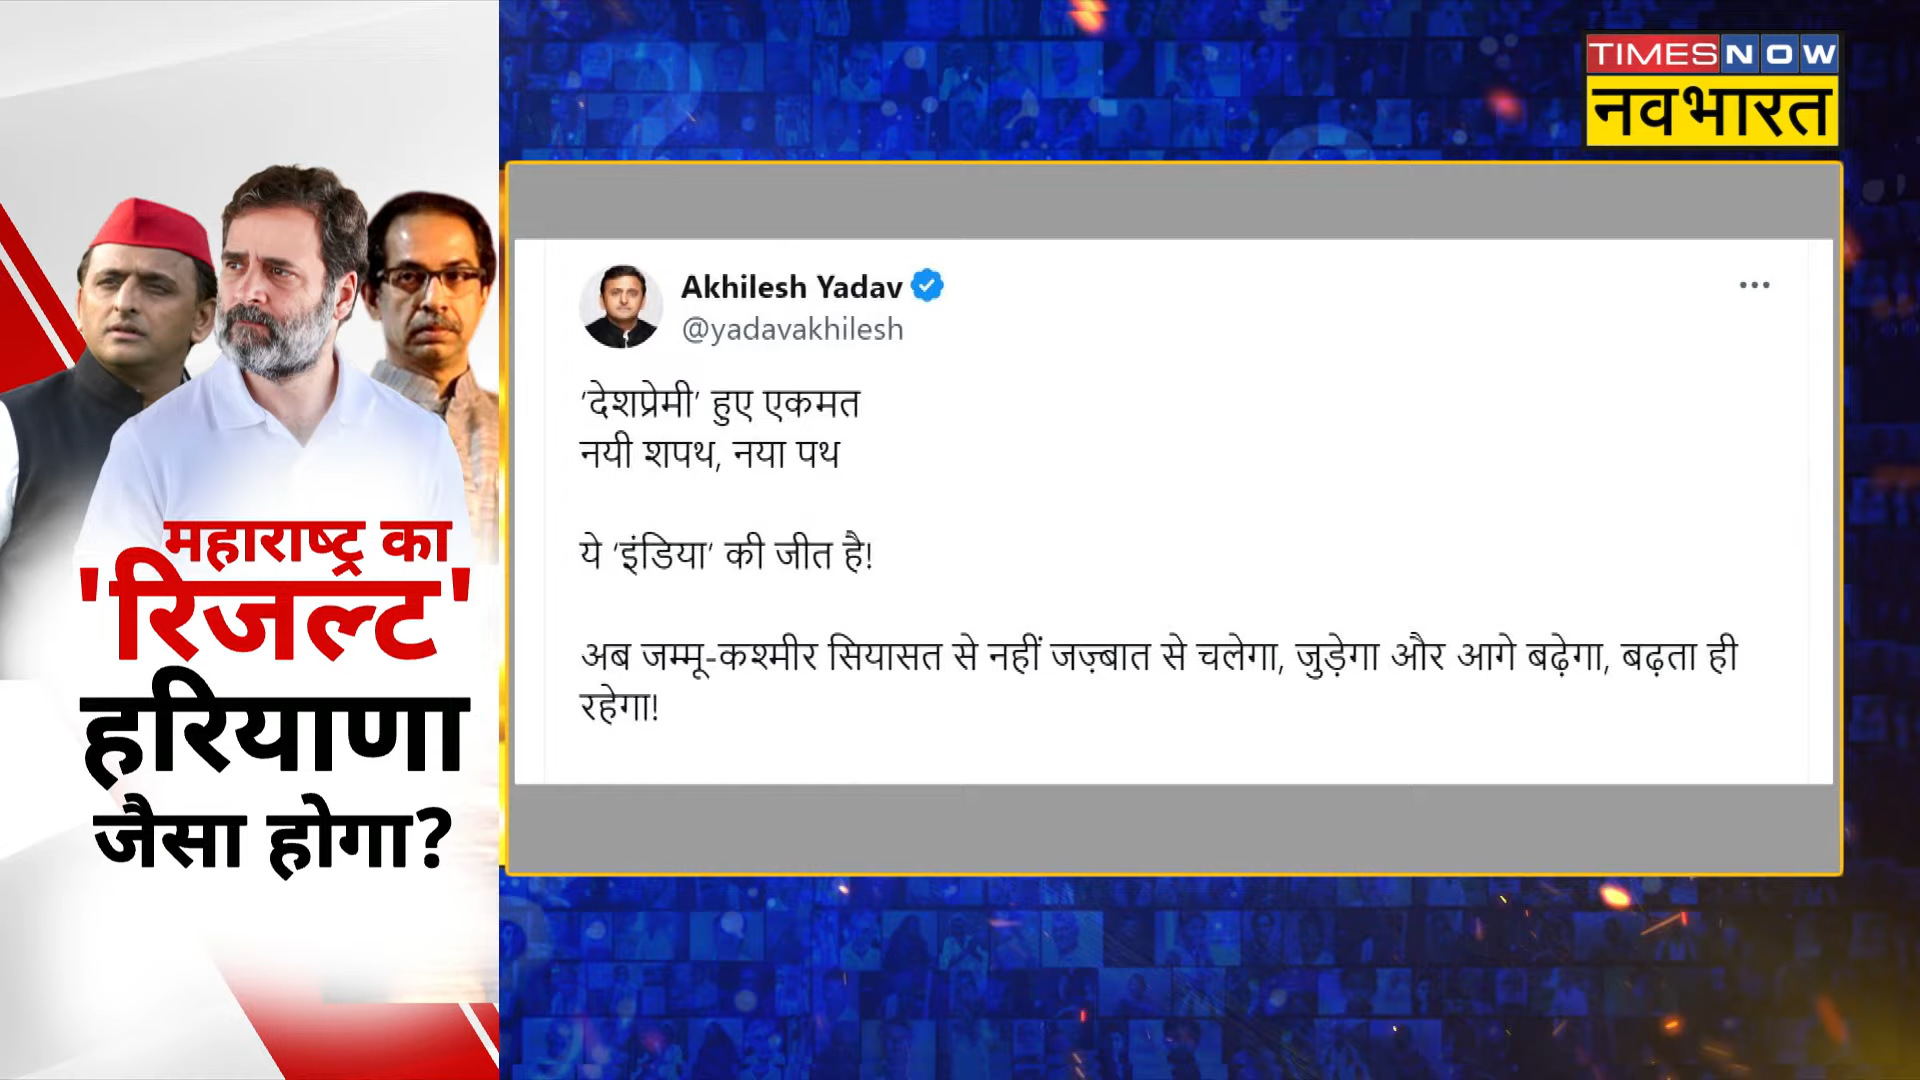 महाराष्ट्र का
'रिजल्ट'
हरियाणा
जैसा होगा?
TIMES NOW
नवभारत
Akhilesh Yadav
@yadavakhilesh
‘देशप्रेमी’ हुए एकमत
नयी शपथ, नया पथ
ये ‘इंडिया’ की जीत है!
अब जम्मू-कश्मीर सियासत से नहीं जज़्बात से चलेगा, जुड़ेगा और आगे बढ़ेगा, बढ़ता ही
रहेगा!